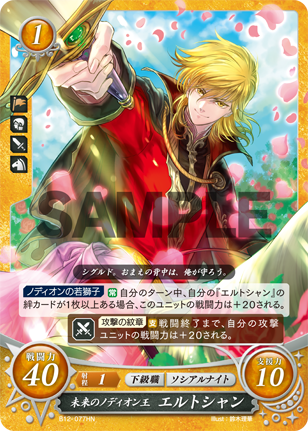 1
SAMPLE
シグルド。おまえの背中は、俺が守ろう。
ノディオンの若獅子 常 自分のターン中、自分の『エルトシャン』の
絆カードが1枚以上ある場合、このユニットの戦闘力は+20される。
攻撃の紋章 支 戦闘終了まで、自分の攻撃
ユニットの戦闘力は+20される。
戦闘力
40
射程 1 下級職 ソシアルナイト
支援力
10
未来のノディオン王 エルトシャン
B12-077HN